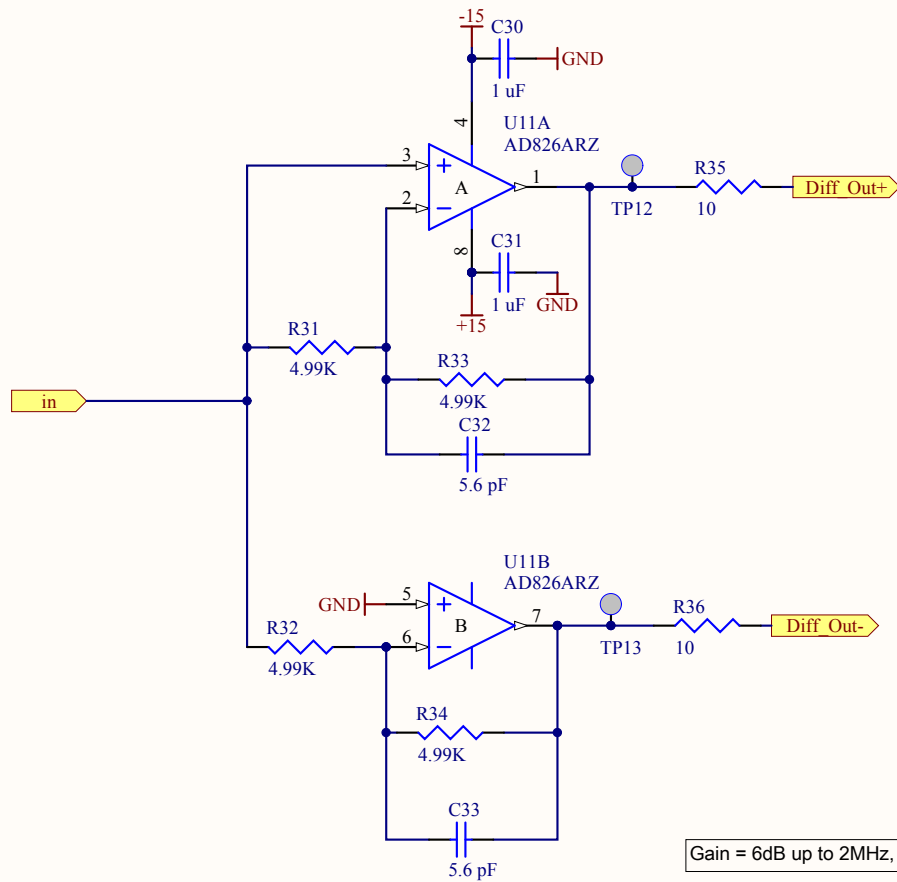 -15
C30
GND
1 uF
4
U11A
AD826ARZ
3
+
A
1
R35
Diff_Out+
2
−
TP12
10
8
C31
1 uF
GND
+15
R31
4.99K
R33
4.99K
in
C32
5.6 pF
U11B
AD826ARZ
GND
5
+
B
7
R36
Diff_Out-
R32
6
−
TP13
10
4.99K
R34
4.99K
C33
5.6 pF
Gain = 6dB up to 2MHz,